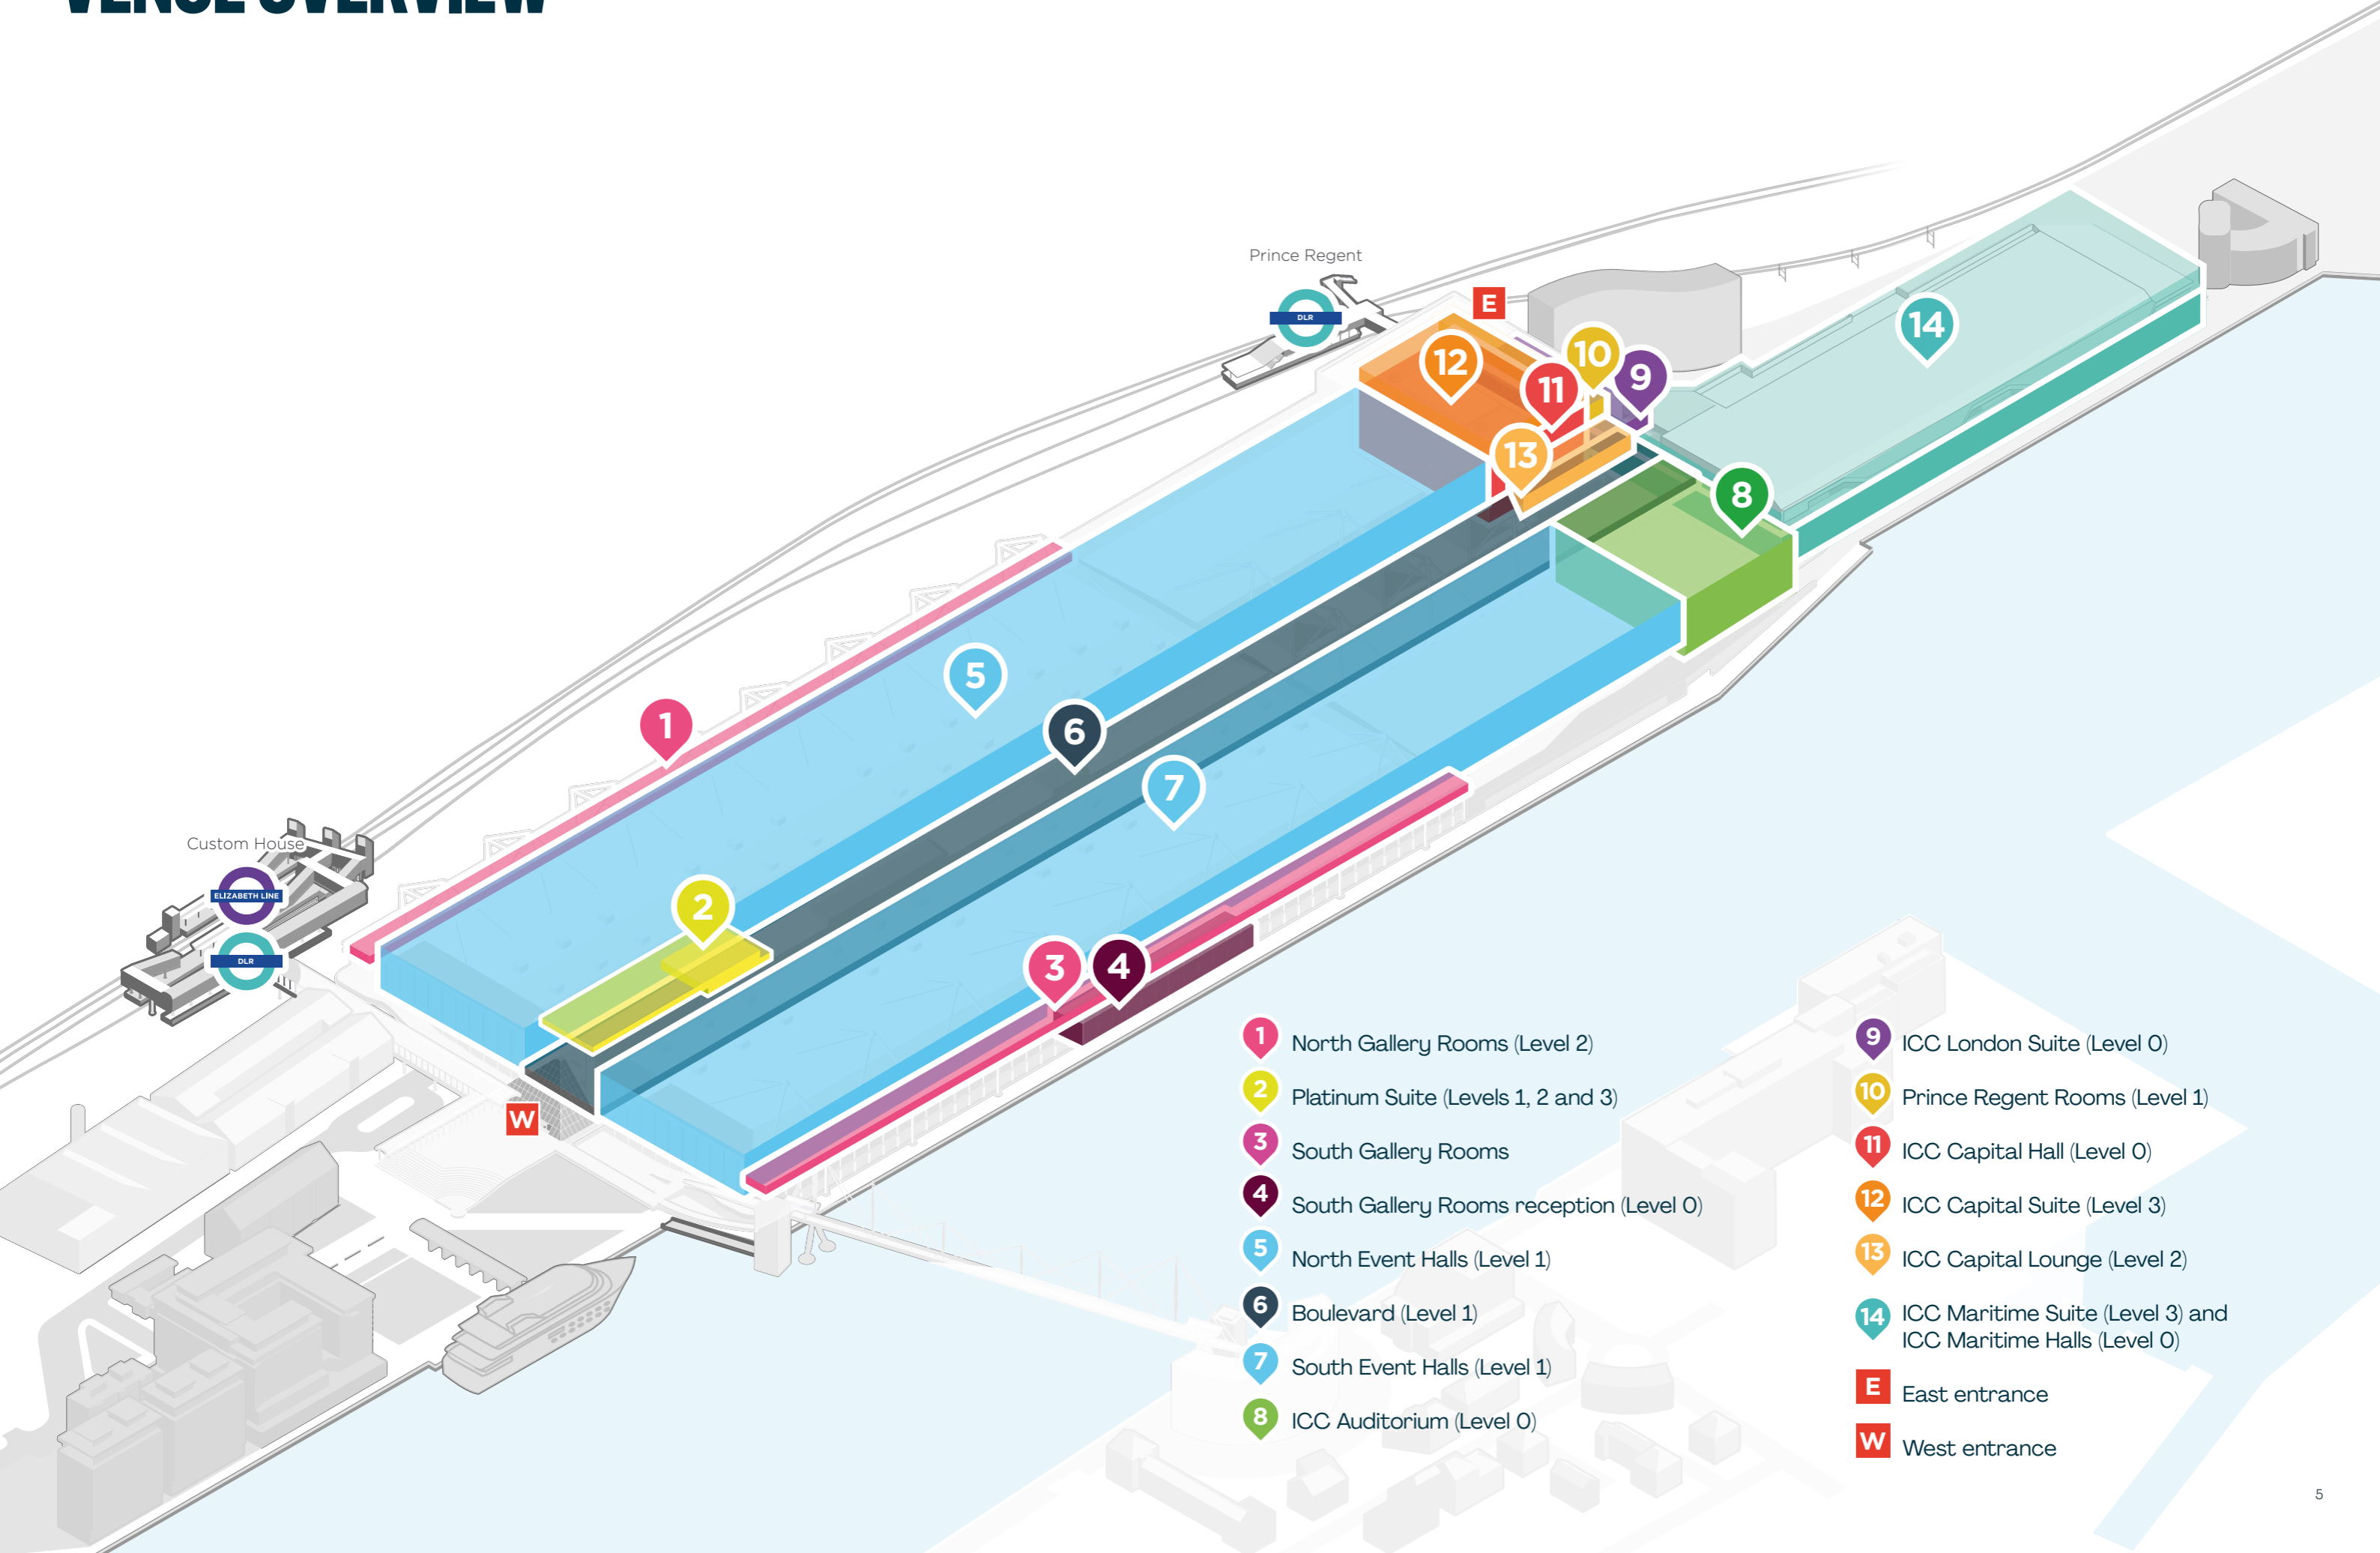 VENUE OVERVIEW
Prince Regent
DLR
E
14
12
10
9
11
13
8
5
1
6
7
Custom House
ELIZABETH LINE
2
DLR
3
4
W
1 North Gallery Rooms (Level 2)
2 Platinum Suite (Levels 1, 2 and 3)
3 South Gallery Rooms
4 South Gallery Rooms reception (Level 0)
5 North Event Halls (Level 1)
6 Boulevard (Level 1)
7 South Event Halls (Level 1)
8 ICC Auditorium (Level 0)
9 ICC London Suite (Level 0)
10 Prince Regent Rooms (Level 1)
11 ICC Capital Hall (Level 0)
12 ICC Capital Suite (Level 3)
13 ICC Capital Lounge (Level 2)
14 ICC Maritime Suite (Level 3) and
ICC Maritime Halls (Level 0)
E East entrance
W West entrance
5